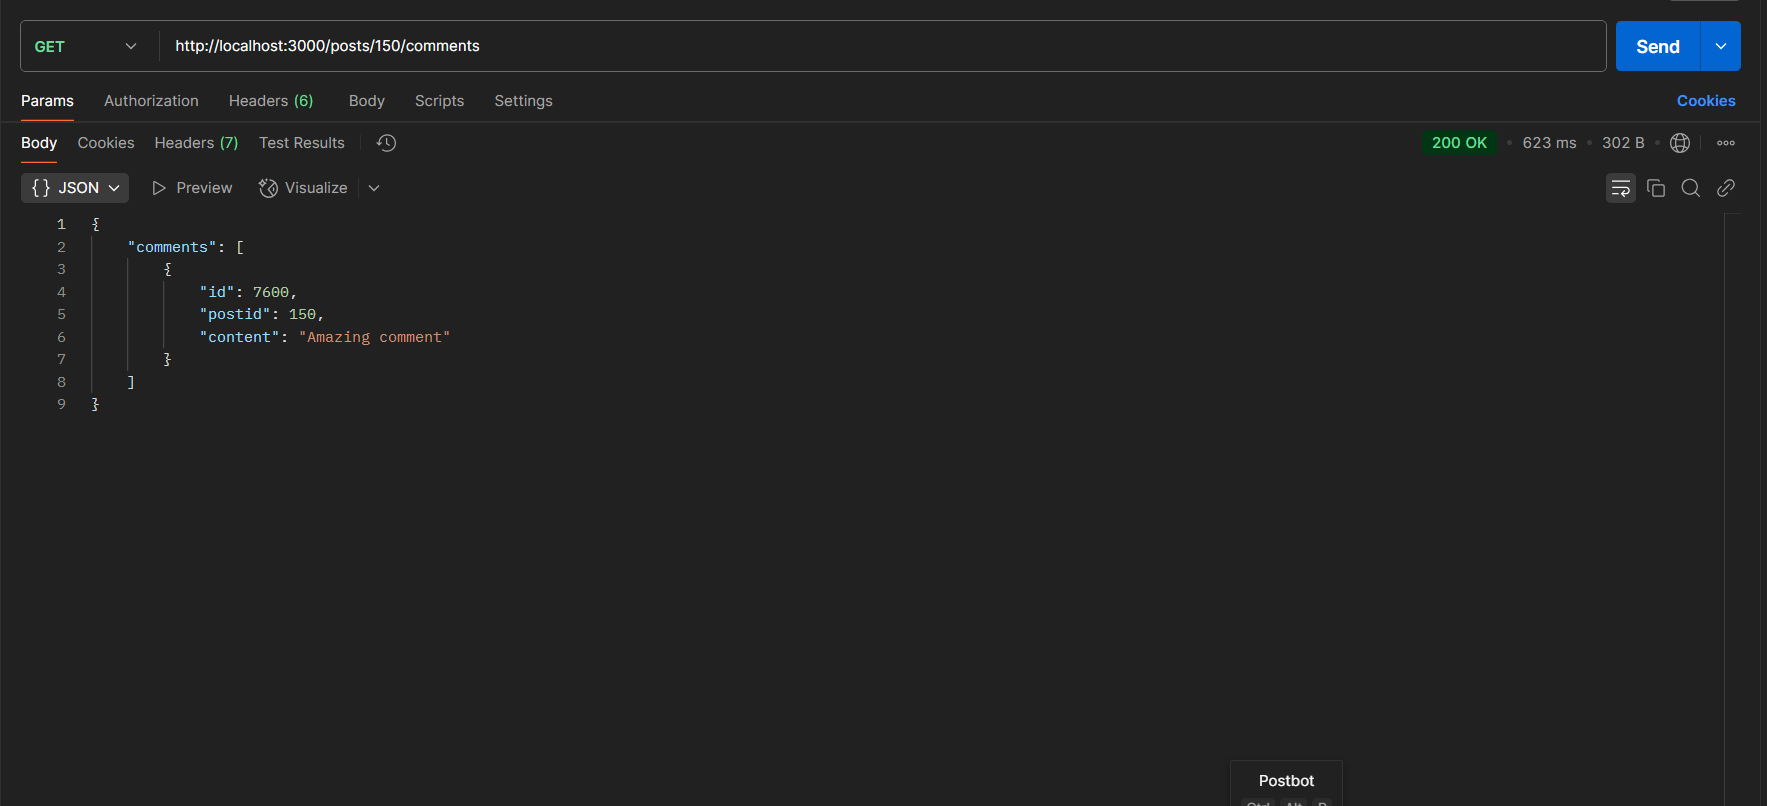 GET http://localhost:3000/posts/150/comments Send
Params Authorization Headers (6) Body Scripts Settings Cookies
Body Cookies Headers (7) Test Results 200 OK • 623 ms • 302 B •
{} JSON Preview Visualize
1 {
2 "comments": [
3 {
4 "id": 7600,
5 "postid": 150,
6 "content": "Amazing comment"
7 }
8 ]
9 }
Postbot
Ctrl Alt P